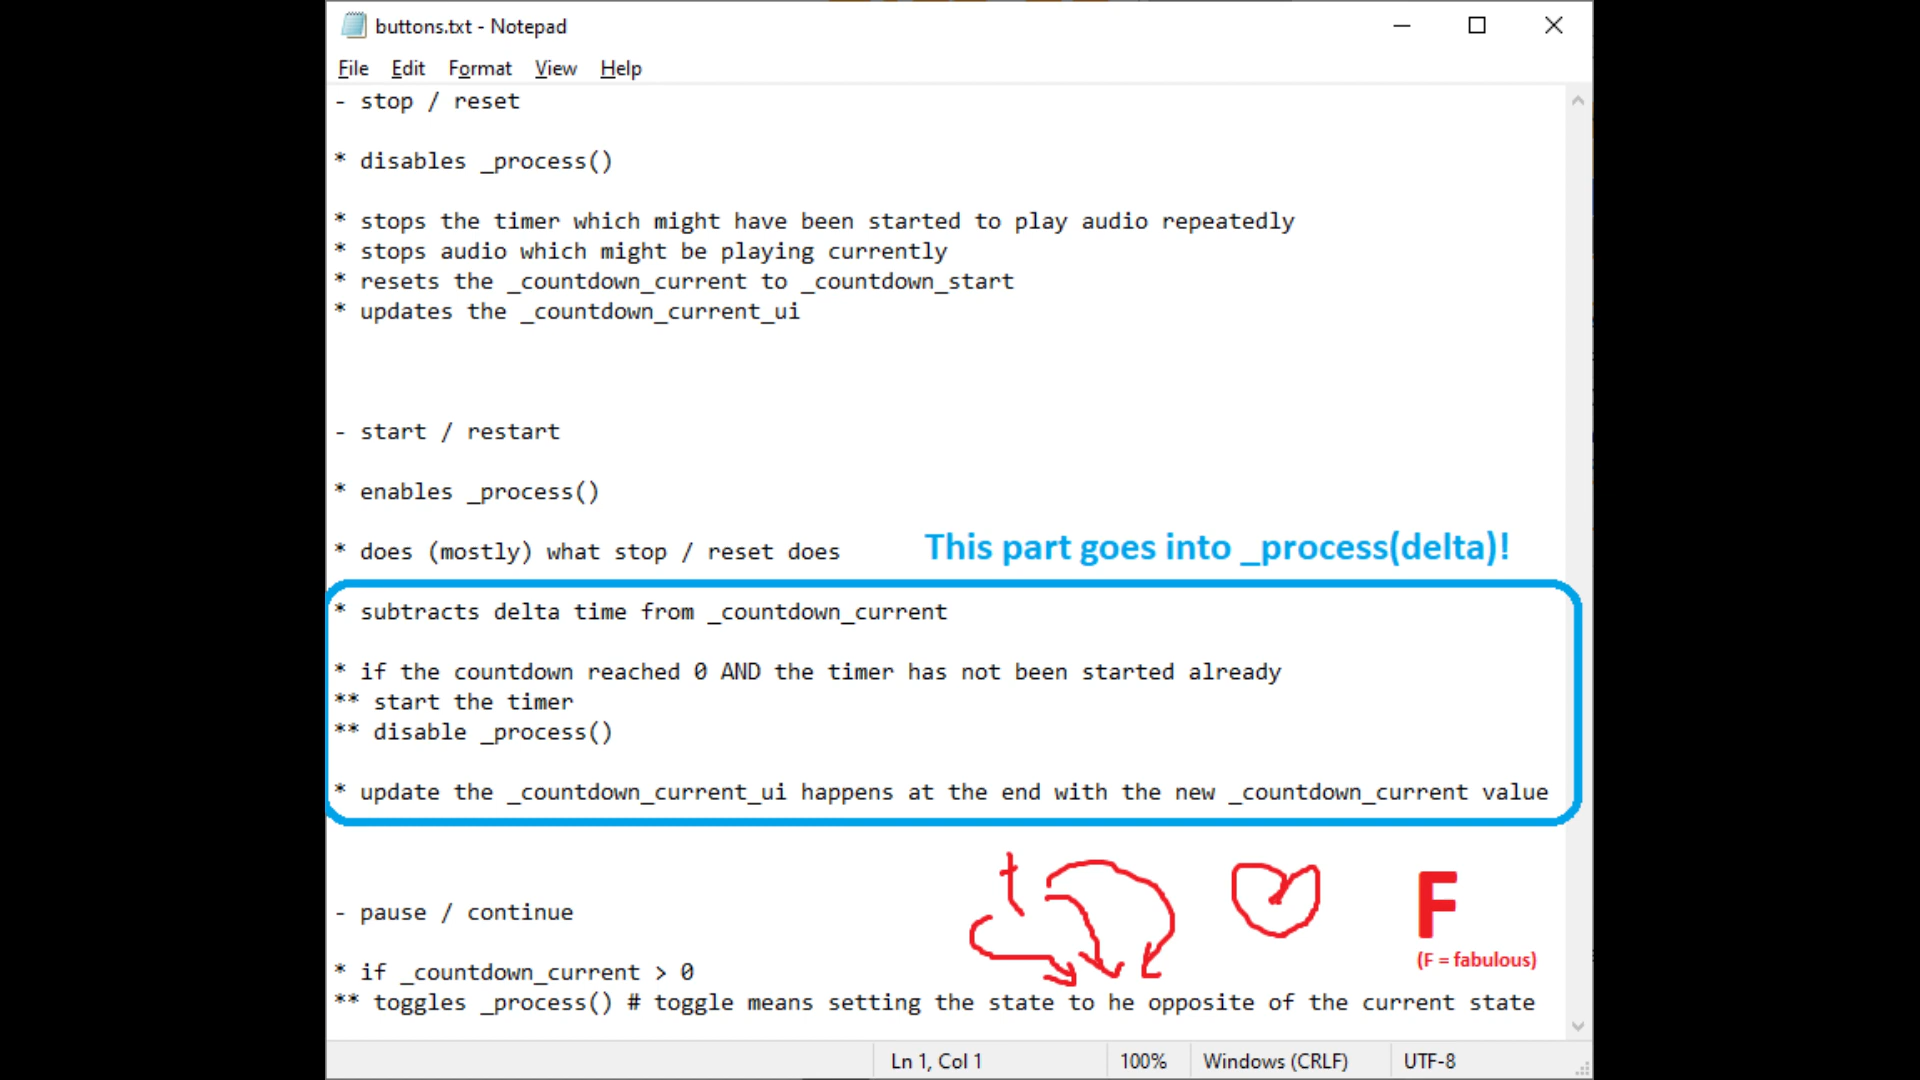 buttons.txt - Notepad
File Edit Format View Help
- stop / reset
* disables _process()
* stops the timer which might have been started to play audio repeatedly
* stops audio which might be playing currently
* resets the _countdown_current to _countdown_start
* updates the _countdown_current_ui
- start / restart
* enables _process()
* does (mostly) what stop / reset does
This part goes into _process(delta)!
* subtracts delta time from _countdown_current
* if the countdown reached 0 AND the timer has not been started already
** start the timer
** disable _process()
* update the _countdown_current_ui happens at the end with the new _countdown_current value
t
F
(F = fabulous)
- pause / continue
* if _countdown_current > 0
** toggles _process() # toggle means setting the state to he opposite of the current state
Ln 1, Col 1 100% Windows (CRLF) UTF-8